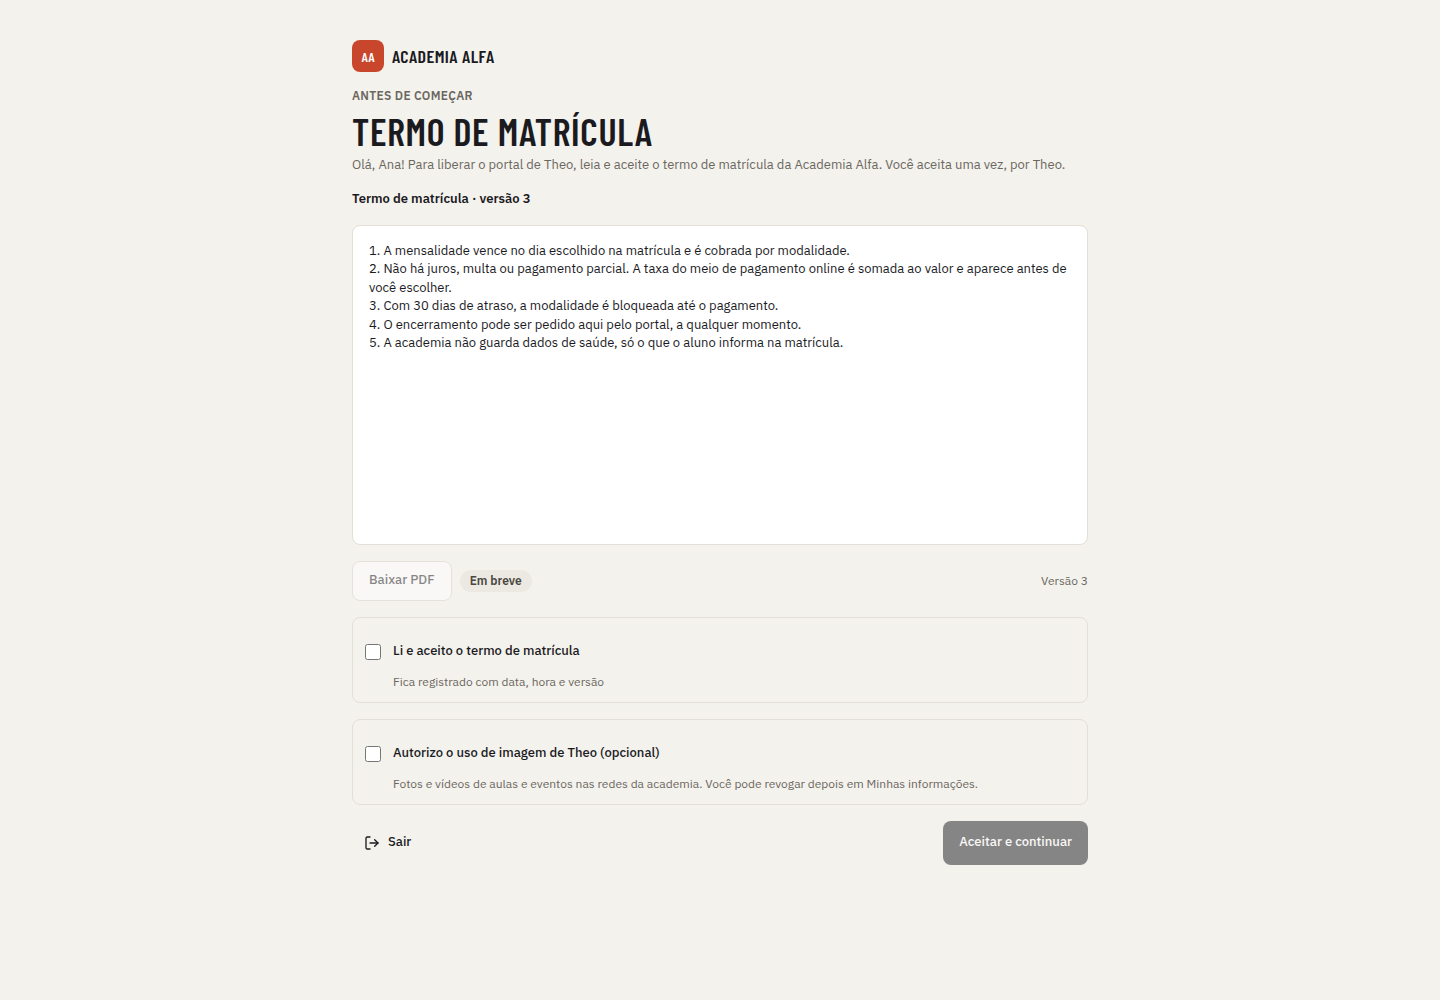 AA ACADEMIA ALFA
ANTES DE COMEÇAR
TERMO DE MATRÍCULA
Olá, Ana! Para liberar o portal de Theo, leia e aceite o termo de matrícula da Academia Alfa. Você aceita uma vez, por Theo.
Termo de matrícula · versão 3
1. A mensalidade vence no dia escolhido na matrícula e é cobrada por modalidade.
2. Não há juros, multa ou pagamento parcial. A taxa do meio de pagamento online é somada ao valor e aparece antes de
você escolher.
3. Com 30 dias de atraso, a modalidade é bloqueada até o pagamento.
4. O encerramento pode ser pedido aqui pelo portal, a qualquer momento.
5. A academia não guarda dados de saúde, só o que o aluno informa na matrícula.
Baixar PDF Em breve Versão 3
Li e aceito o termo de matrícula
Fica registrado com data, hora e versão
Autorizo o uso de imagem de Theo (opcional)
Fotos e vídeos de aulas e eventos nas redes da academia. Você pode revogar depois em Minhas informações.
Sair Aceitar e continuar